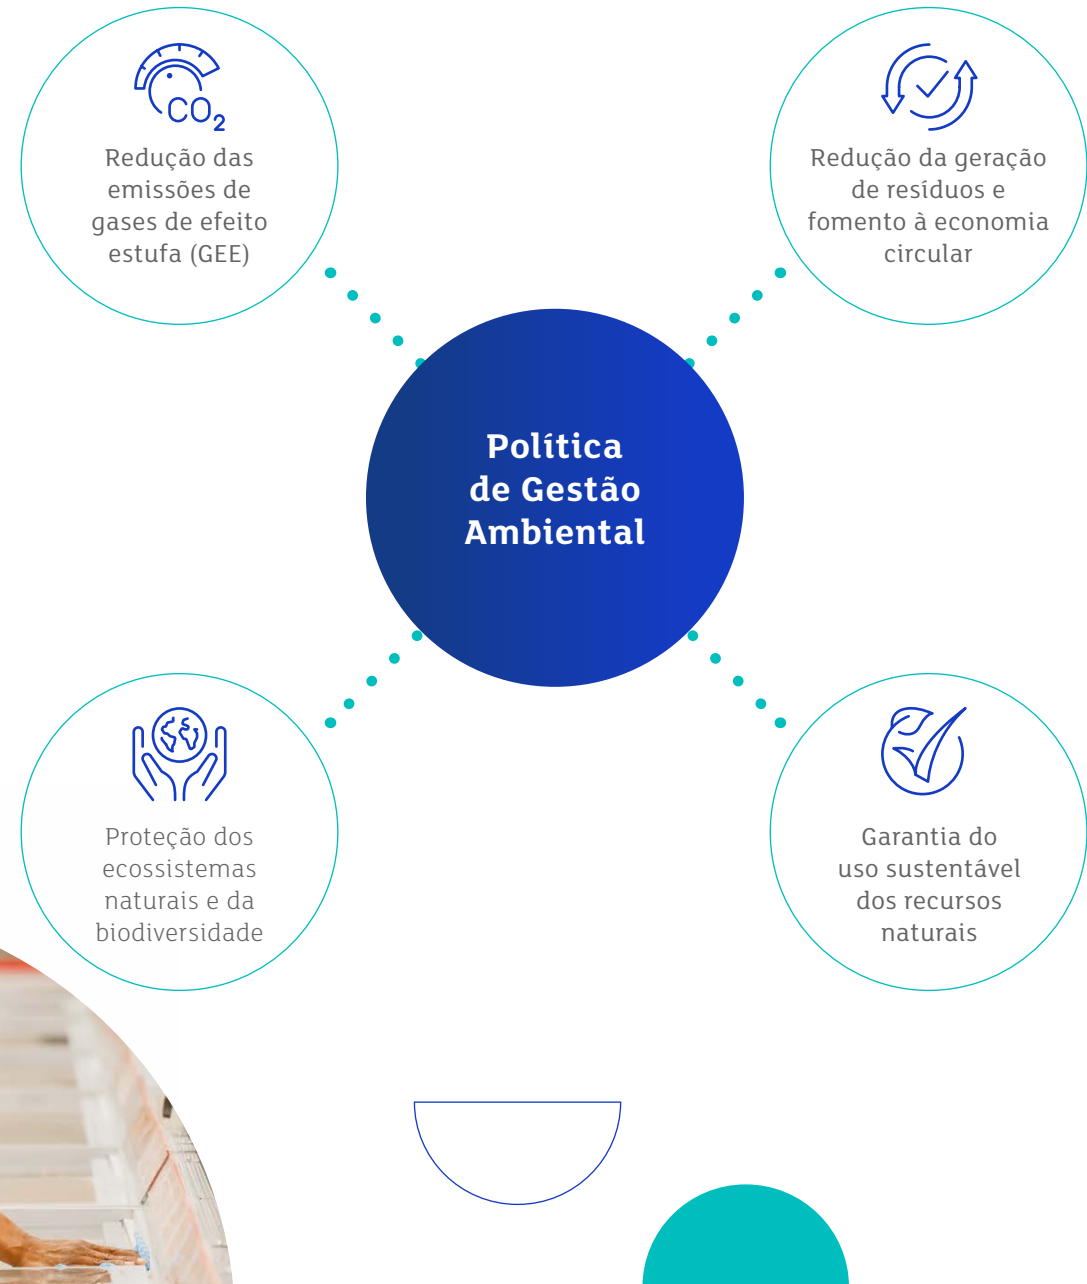 CO2
Redução das
emissões de
gases de efeito
estufa (GEE)
Redução da geração
de resíduos e
fomento à economia
circular
Política
de Gestão
Ambiental
Proteção dos
ecossistemas
naturais e da
biodiversidade
Garantia do
uso sustentável
dos recursos
naturais